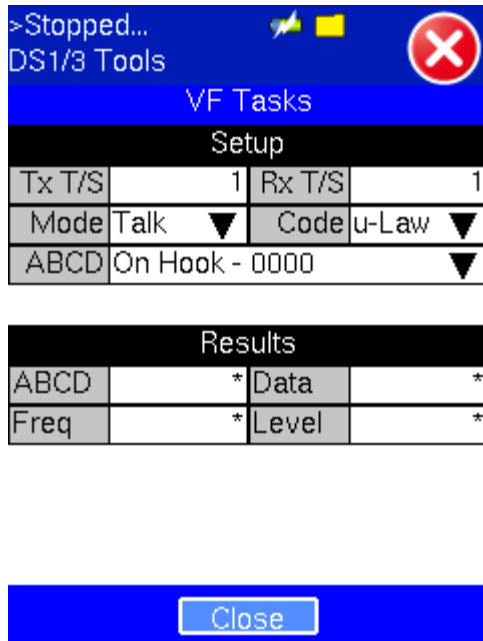 >Stopped...
DS1/3 Tools
VF Tasks
Setup
Tx T/S 1 Rx T/S 1
Mode Talk ▼ Code u-Law ▼
ABCD On Hook - 0000 ▼
Results
ABCD * Data *
Freq * Level *
Close